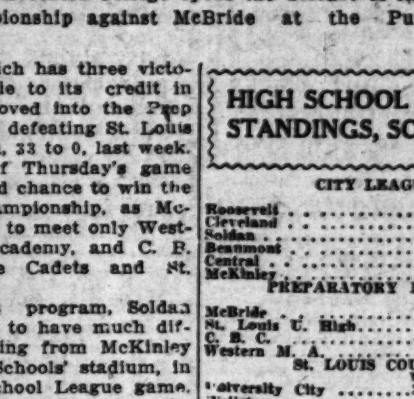 pionship against McBride at the Pu
ich has three victo-
le to its credit in
oved into the Prep
defeating St. Louis
, 33 to 0, last week.
f Thursday's game
d chance to win the
ampionship, as Mc-
to meet only West-
cademy, and C. B.
e Cadets and St.
program, Soldan
to have much dif-
ing from McKinley
Schools' stadium, in
chool League game.
HIGH SCHOOL
STANDINGS, SO
CITY LEAGU
Roosevelt
Cleveland
Soldan
Beaumont
Central
McKinley
PREPARATORY
McBride
St. Louis U. High
C. B. C.
Western M. A.
St. LOUIS COU
University City